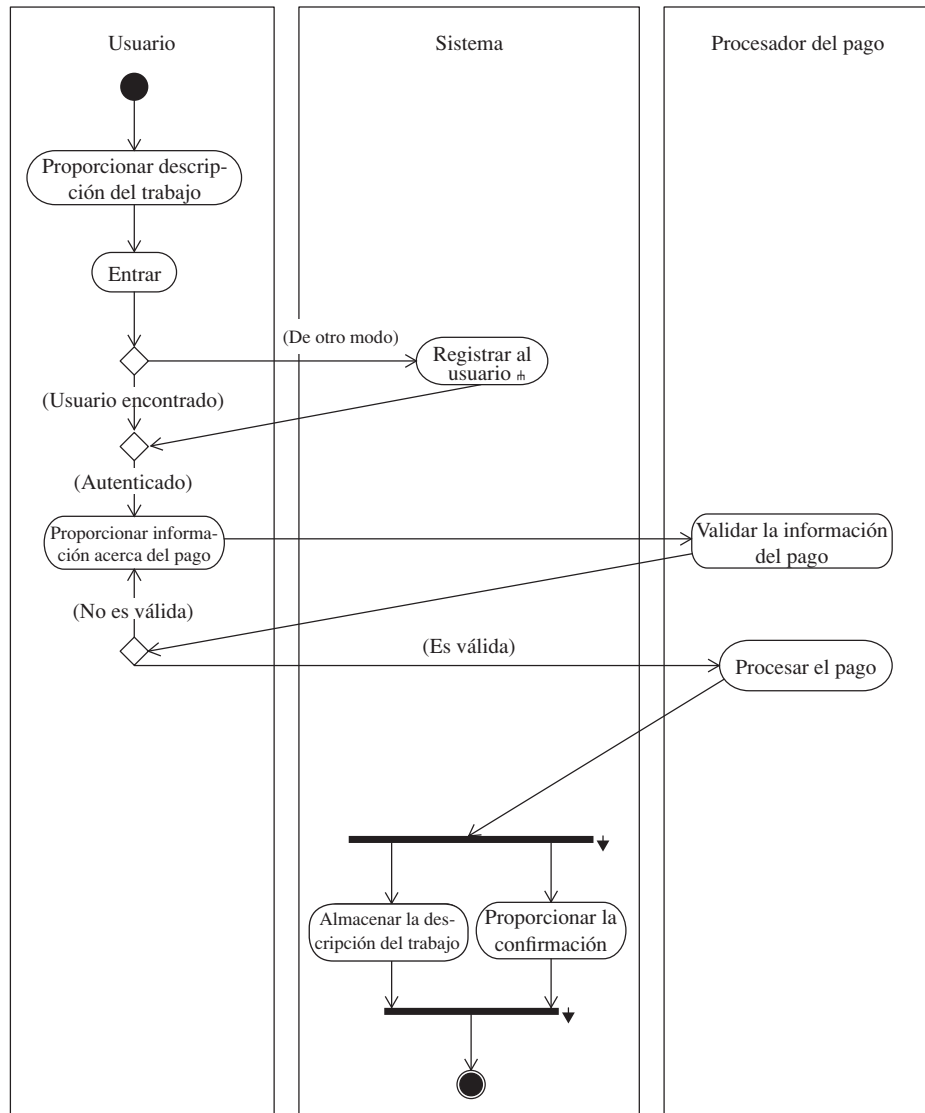 Usuario
Sistema
Procesador del pago
Proporcionar descrip-
ción del trabajo
Entrar
(De otro modo)
Registrar al
usuario
(Usuario encontrado)
(Autenticado)
Proporcionar informa-
ción acerca del pago
Validar la información
del pago
(No es válida)
(Es válida)
Procesar el pago
Almacenar la des-
cripción del trabajo
Proporcionar la
confirmación